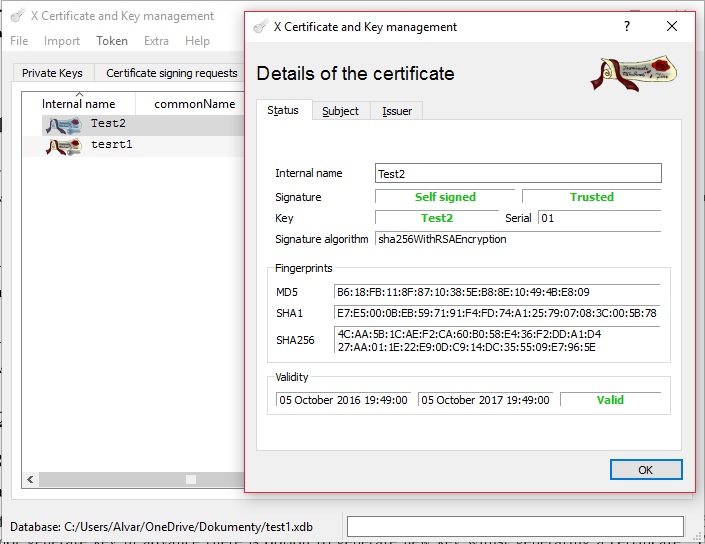 X Certificate and Key management
File Import Token Extra Help
Private Keys Certificate signing requests
Internal name commonName
Test2
tesrt1
Database: C:/Users/Alvar/OneDrive/Dokumenty/test1.xdb
X Certificate and Key management
Details of the certificate
Status Subject Issuer
Internal name Test2
Signature Self signed Trusted
Key Test2 Serial 01
Signature algorithm sha256WithRSAEncryption
Fingerprints
MD5 B6:18:FB:11:8F:87:10:38:5E:B8:8E:10:49:4B:E8:09
SHA1 E7:E5:00:0B:EB:59:71:91:F4:FD:74:A1:25:79:07:08:3C:00:5B:78
SHA256 4C:AA:5B:1C:AE:F2:CA:60:B0:58:E4:36:F2:DD:A1:D4
27:AA:01:1E:22:E9:0D:C9:14:DC:35:55:09:E7:96:5E
Validity
05 October 2016 19:49:00 05 October 2017 19:49:00 Valid
OK